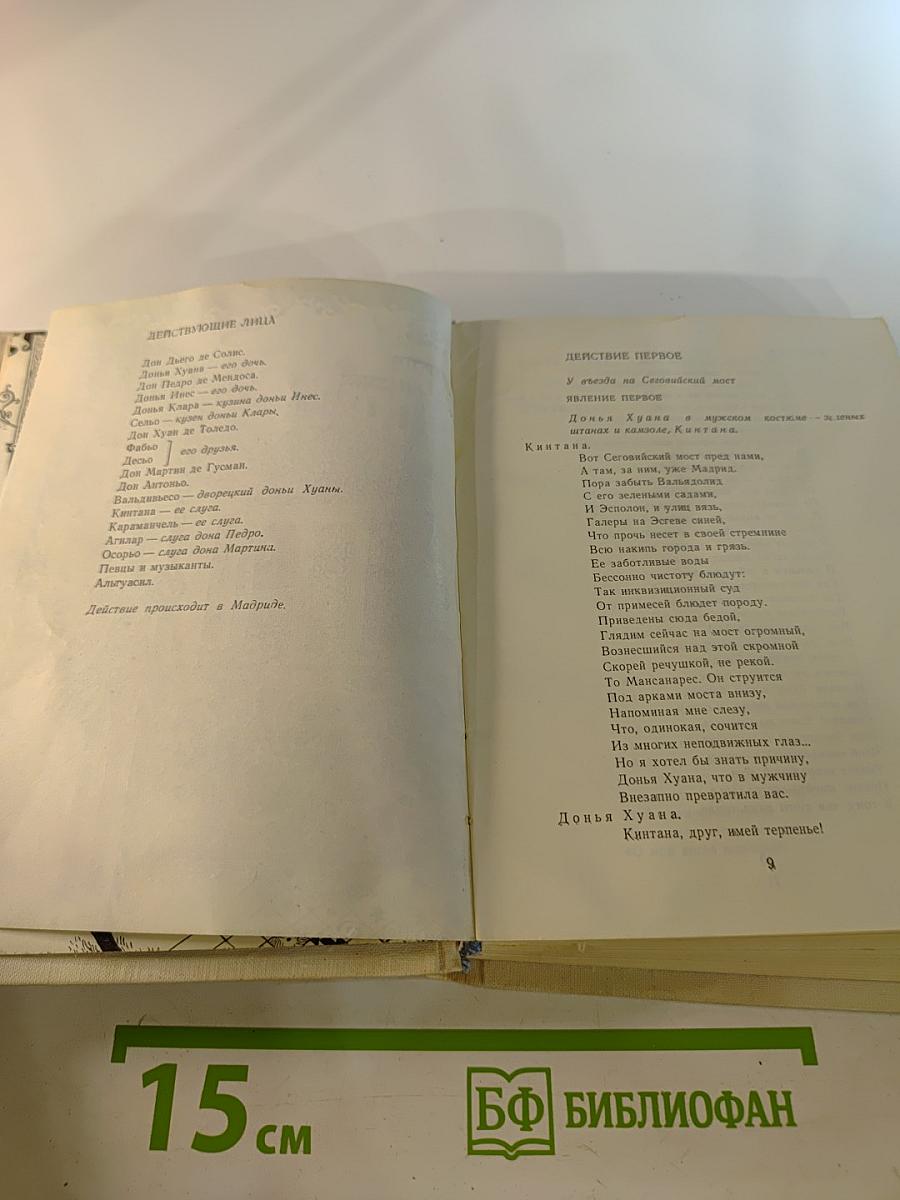 ДЕЙСТВУЮЩИЕ ЛИЦА
Дон Дьего де Солис.
Донья Хуана — его дочь.
Дон Педро де Мендоса.
Донья Инес — его дочь.
Донья Клара — кузина доньи Инес.
Сельо — кузен доньи Клары.
Дон Хуан де Толедо.
Фабьо
Десьо
его друзья.
Дон Мартин де Гусман.
Дон Антоньо.
Вальдивьесо — дворецкий доньи Хуаны.
Кинтана — ее слуга.
Караманчель — ее слуга.
Агилар — слуга дона Педро.
Осорьо — слуга дона Мартина.
Певцы и музыканты.
Альгуасил.
Действие происходит в Мадриде.
ДЕЙСТВИЕ ПЕРВОЕ
У въезда на Сеговийский мост
ЯВЛЕНИЕ ПЕРВОЕ
Донья Хуана в мужском костюме — зеленых
штанах и камзоле, Кинтана.
Кинтана.
Вот Сеговийский мост пред нами,
А там, за ним, уже Мадрид.
Пора забыть Вальядолид
С его зелеными садами,
И Эсполон, и улиц вязь,
Галеры на Эсгеве синей,
Что прочь несет в своей стремнине
Всю накипь города и грязь.
Ее заботливые воды
Бессонно чистоту блюдут:
Так инквизиционный суд
От примесей блюдет породу.
Приведены сюда бедой,
Глядим сейчас на мост огромный,
Вознесшийся над этой скромной
Скорей речушкой, не рекой.
То Мансанарес. Он струится
Под арками моста внизу,
Напоминая мне слезу,
Что, одинокая, сочится
Из многих неподвижных глаз...
Но я хотел бы знать причину,
Донья Хуана, что в мужчину
Внезапно превратила вас.
Донья Хуана.
Кинтана, друг, имей терпенье!
9
15 см
БФ БИБЛИОФАН